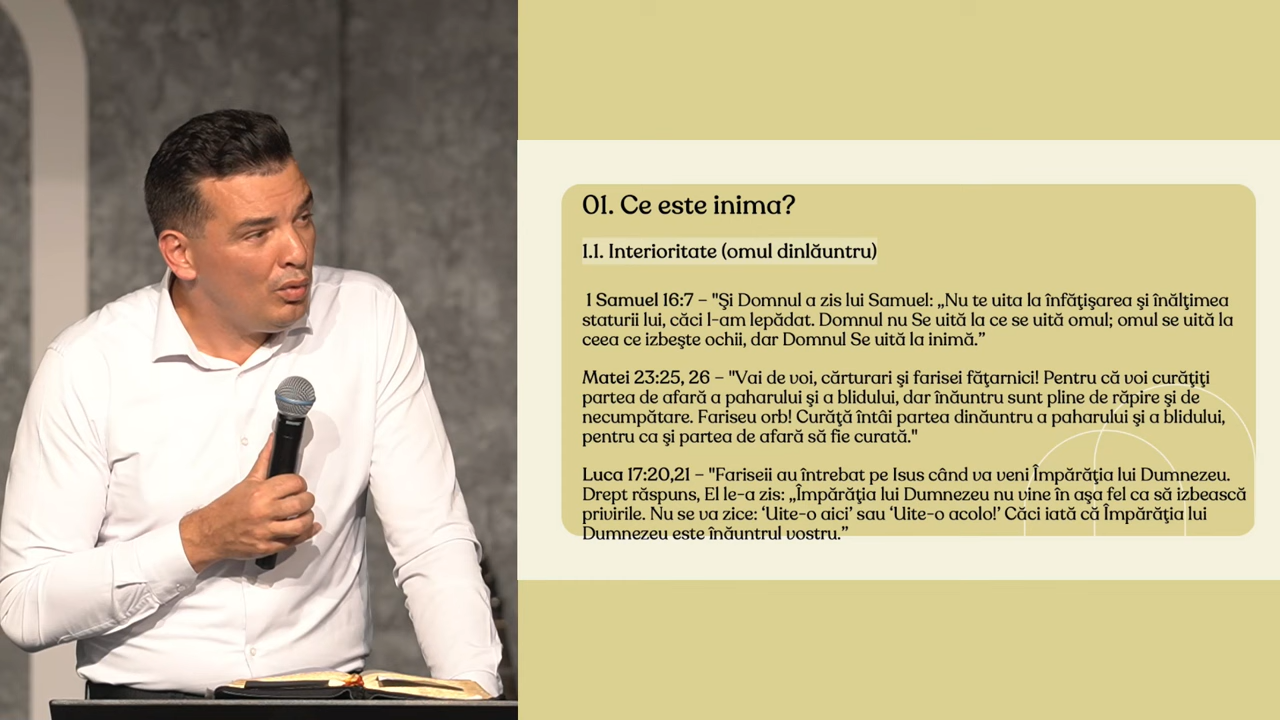 01. Ce este inima?
1.1. Interioritate (omul dinlăuntru)
1 Samuel 16:7 – "Şi Domnul a zis lui Samuel: „Nu te uita la înfăţişarea şi înălţimea
staturii lui, căci l-am lepădat. Domnul nu Se uită la ce se uită omul; omul se uită la
ceea ce izbeşte ochii, dar Domnul Se uită la inimă.”
Matei 23:25, 26 – "Vai de voi, cărturari şi farisei făţarnici! Pentru că voi curăţiţi
partea de afară a paharului şi a blidului, dar înăuntru sunt pline de răpire şi de
necumpătare. Fariseu orb! Curăţă întâi partea dinăuntru a paharului şi a blidului,
pentru ca şi partea de afară să fie curată."
Luca 17:20,21 – "Fariseii au întrebat pe Isus când va veni Împărăţia lui Dumnezeu.
Drept răspuns, El le-a zis: „Împărăţia lui Dumnezeu nu vine în aşa fel ca să izbească
privirile. Nu se va zice: ‘Uite-o aici’ sau ‘Uite-o acolo!’ Căci iată că Împărăţia lui
Dumnezeu este înăuntrul vostru.”